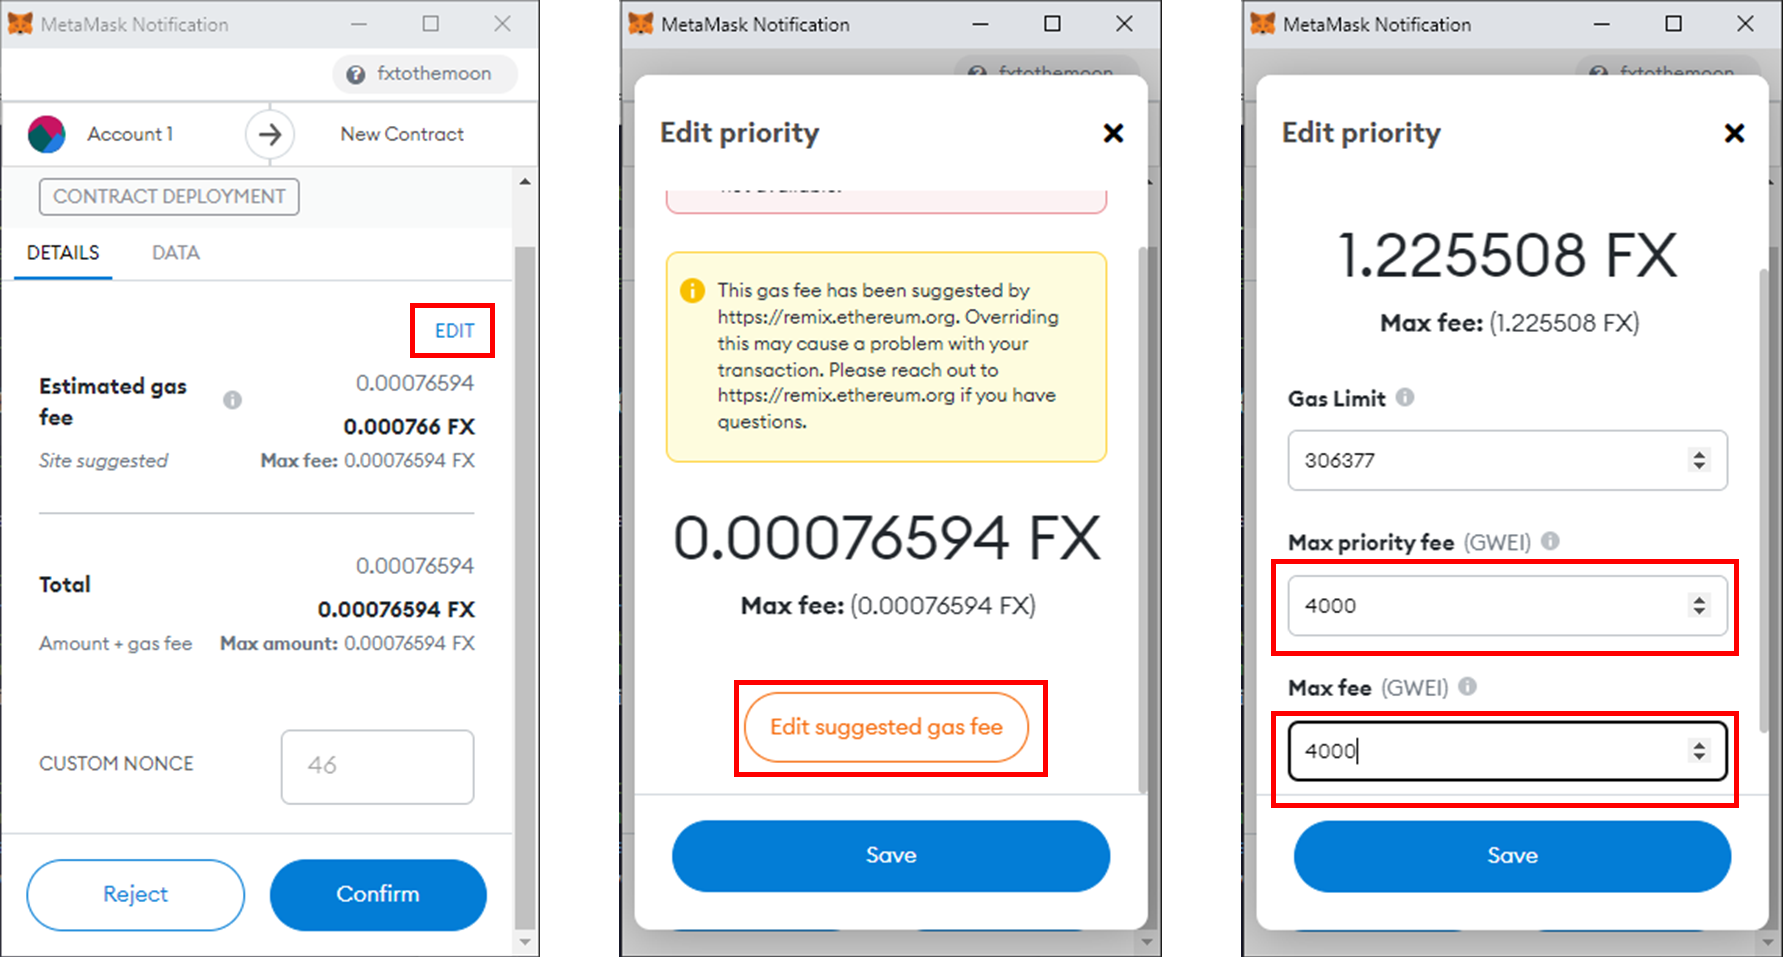 MetaMask Notification
fxtothemoon
Account 1
New Contract
CONTRACT DEPLOYMENT
DETAILS DATA
EDIT
Estimated gas
fee
0.00076594
0.000766 FX
Site suggested
Max fee: 0.00076594 FX
0.00076594
Total
0.00076594 FX
Amount + gas fee
Max amount: 0.00076594 FX
CUSTOM NONCE
46
Reject
Confirm
MetaMask Notification
fxtothemoon
Edit priority
not available.
This gas fee has been suggested by
https://remix.ethereum.org. Overriding
this may cause a problem with your
transaction. Please reach out to
https://remix.ethereum.org if you have
questions.
0.00076594 FX
Max fee: (0.00076594 FX)
Edit suggested gas fee
Save
MetaMask Notification
fxtothemoon
Edit priority
1.225508 FX
Max fee: (1.225508 FX)
Gas Limit
306377
Max priority fee (GWEI)
4000
Max fee (GWEI)
4000
Save